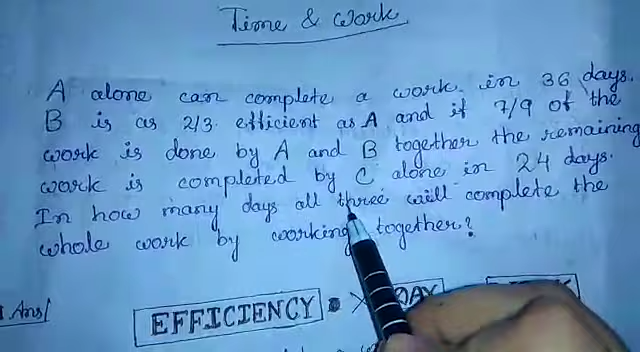 Time & Work
A alone can complete a work in 36 days.
B is as 2/3 efficient as A and if 7/9 of the
work is done by A and B together the remaining
work is completed by C alone in 24 days.
In how many days all three will complete the
whole work by working together?
Ans/
EFFICIENCY × DAY